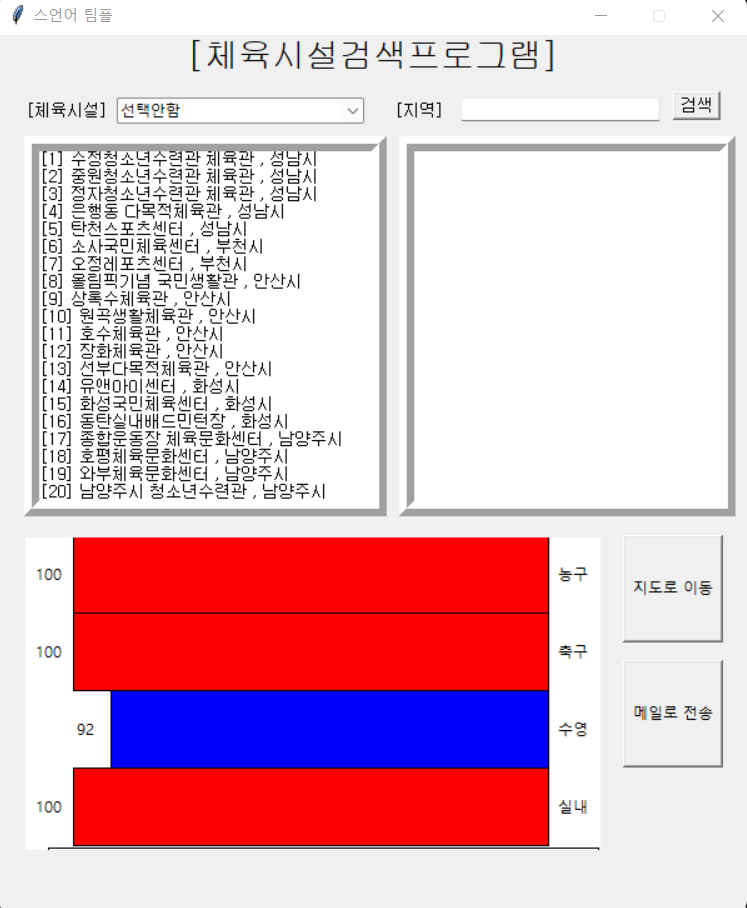 스언어 팀플
[체육시설검색프로그램]
[체육시설] 선택안함 [지역] 검색
[1] 수정청소년수련관 체육관 , 성남시
[2] 중원청소년수련관 체육관 , 성남시
[3] 정자청소년수련관 체육관 , 성남시
[4] 은행동 다목적체육관 , 성남시
[5] 탄천스포츠센터 , 성남시
[6] 소사국민체육센터 , 부천시
[7] 오정레포츠센터 , 부천시
[8] 올림픽기념 국민생활관 , 안산시
[9] 상록수체육관 , 안산시
[10] 원곡생활체육관 , 안산시
[11] 호수체육관 , 안산시
[12] 장화체육관 , 안산시
[13] 선부다목적체육관 , 안산시
[14] 유앤아이센터 , 화성시
[15] 화성국민체육센터 , 화성시
[16] 동탄실내배드민턴장 , 화성시
[17] 종합운동장 체육문화센터 , 남양주시
[18] 호평체육문화센터 , 남양주시
[19] 와부체육문화센터 , 남양주시
[20] 남양주시 청소년수련관 , 남양주시
100 농구
100 축구
92 수영
100 실내
지도로 이동
메일로 전송